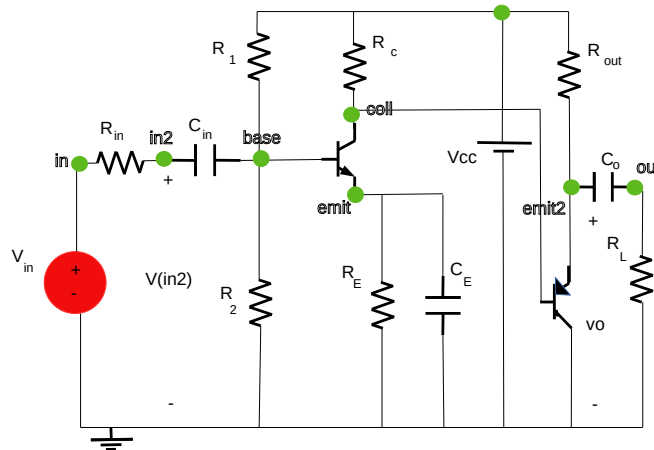 R1
Rc
Rout
Rin
in2
Cin
base
coll
in
+
Vcc
Co
ou
emit
emit2
+
Vin
+
-
V(in2)
R2
RE
CE
RL
vo
-
-